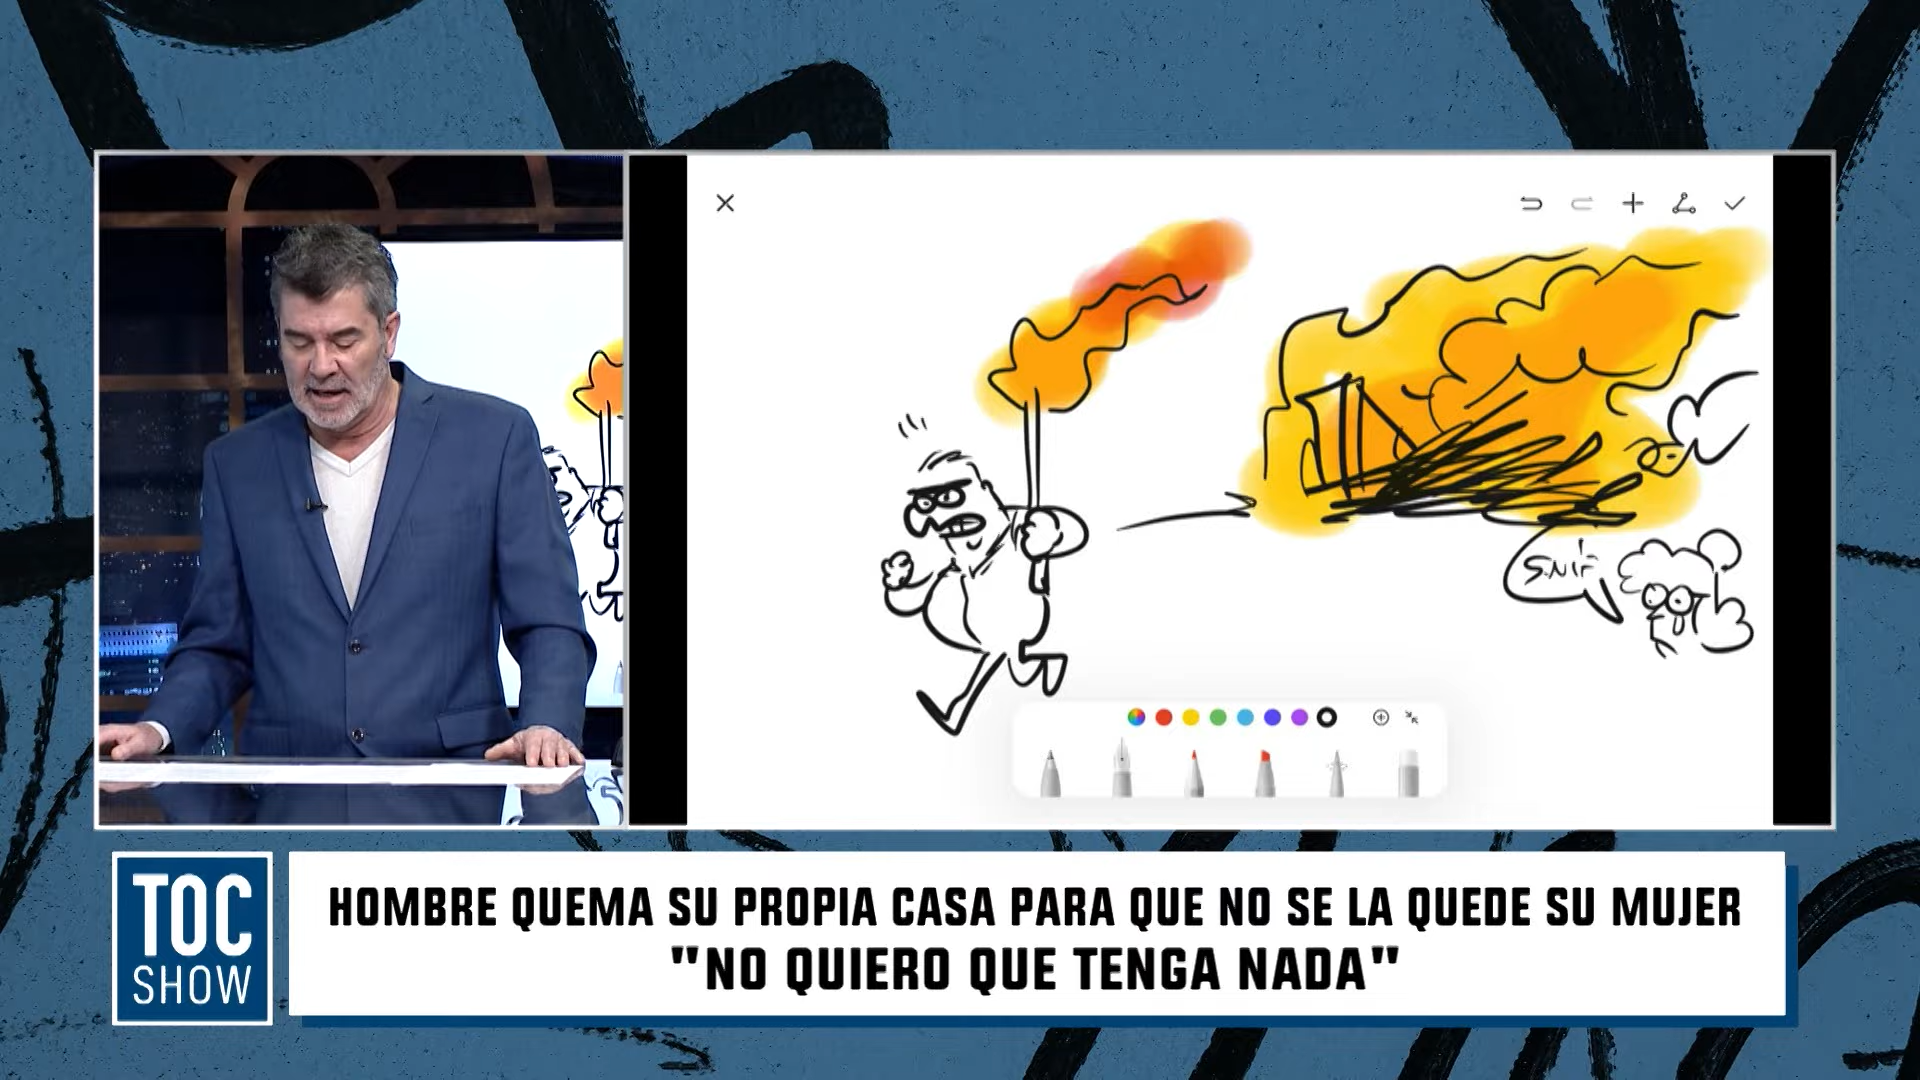 SNIF
TOC
SHOW
HOMBRE QUEMA SU PROPIA CASA PARA QUE NO SE LA QUEDE SU MUJER
"NO QUIERO QUE TENGA NADA"